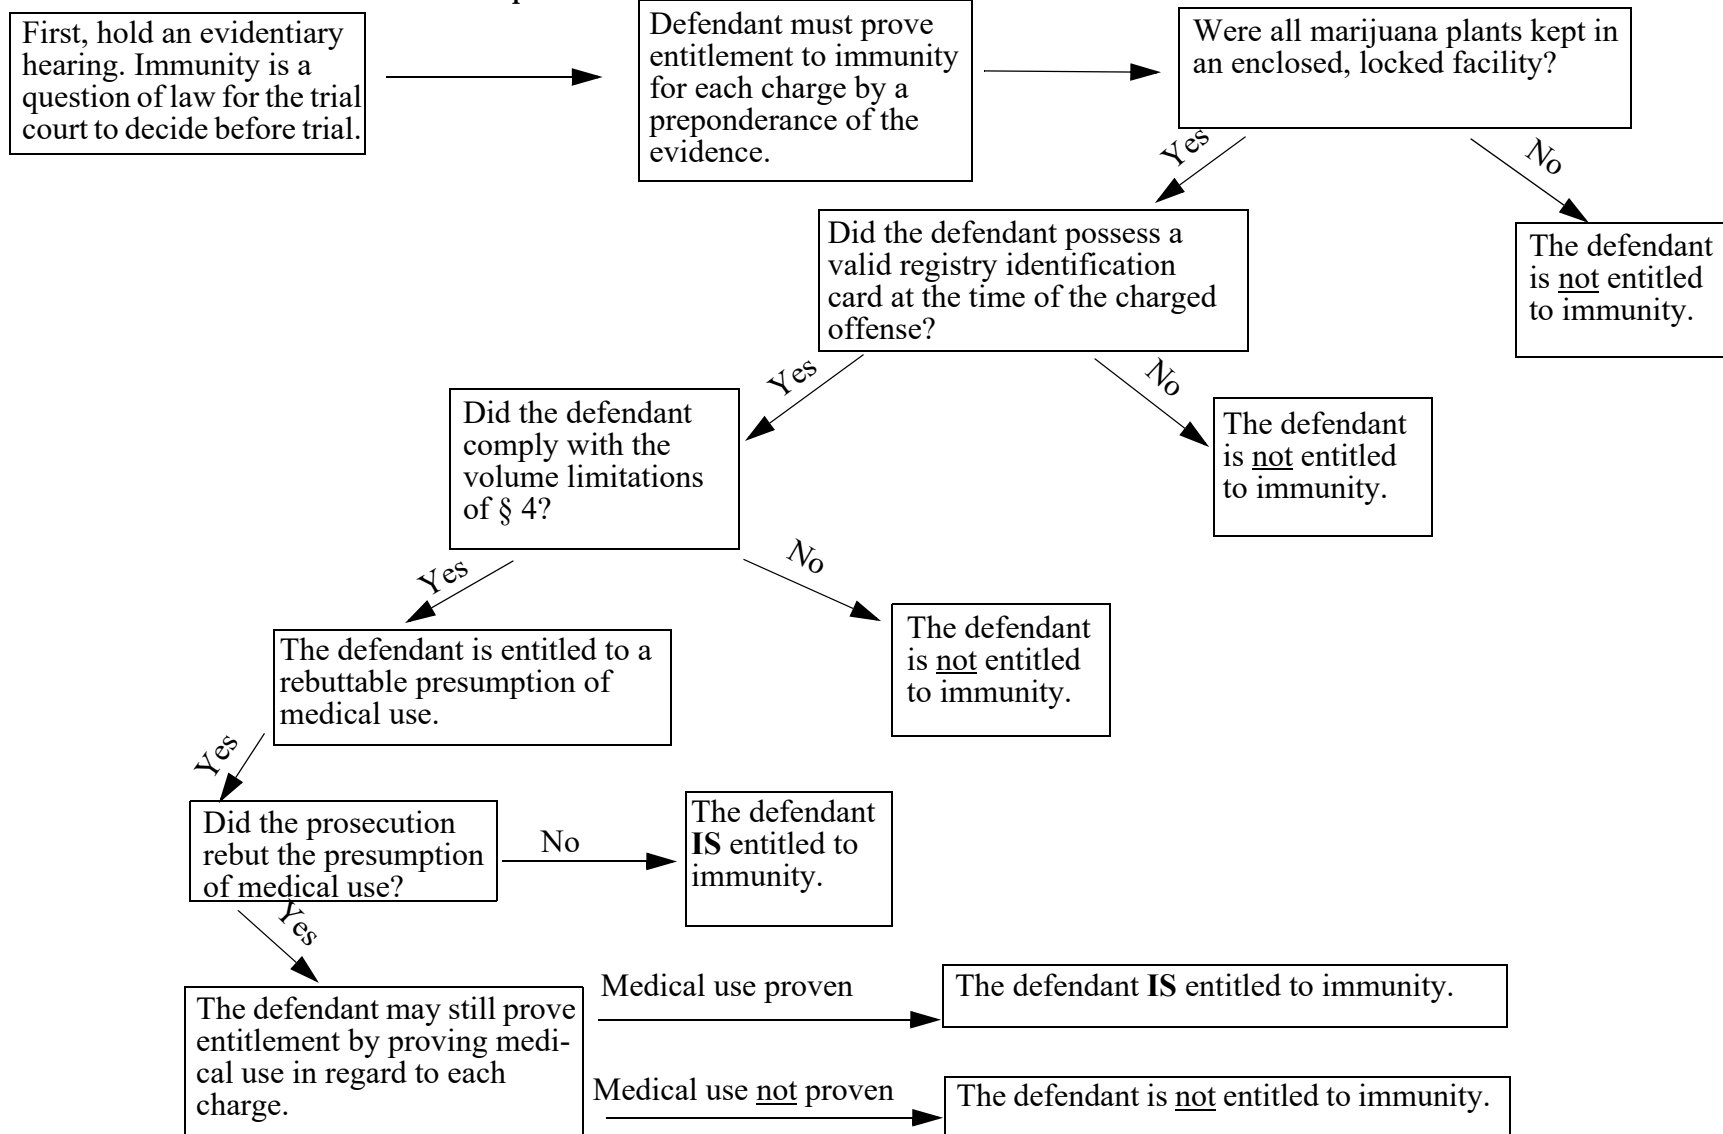 First, hold an evidentiary
hearing. Immunity is a
question of law for the trial
court to decide before trial.
Defendant must prove
entitlement to immunity
for each charge by a
preponderance of the
evidence.
Were all marijuana plants kept in
an enclosed, locked facility?
Yes
No
The defendant
is not entitled
to immunity.
Did the defendant possess a
valid registry identification
card at the time of the charged
offense?
Yes
No
The defendant
is not entitled
to immunity.
Did the defendant
comply with the
volume limitations
of § 4?
Yes
No
The defendant
is not entitled
to immunity.
The defendant is entitled to a
rebuttable presumption of
medical use.
Yes
Did the prosecution
rebut the presumption
of medical use?
No
The defendant
IS entitled to
immunity.
Yes
The defendant may still prove
entitlement by proving medi-
cal use in regard to each
charge.
Medical use proven
The defendant IS entitled to immunity.
Medical use not proven
The defendant is not entitled to immunity.